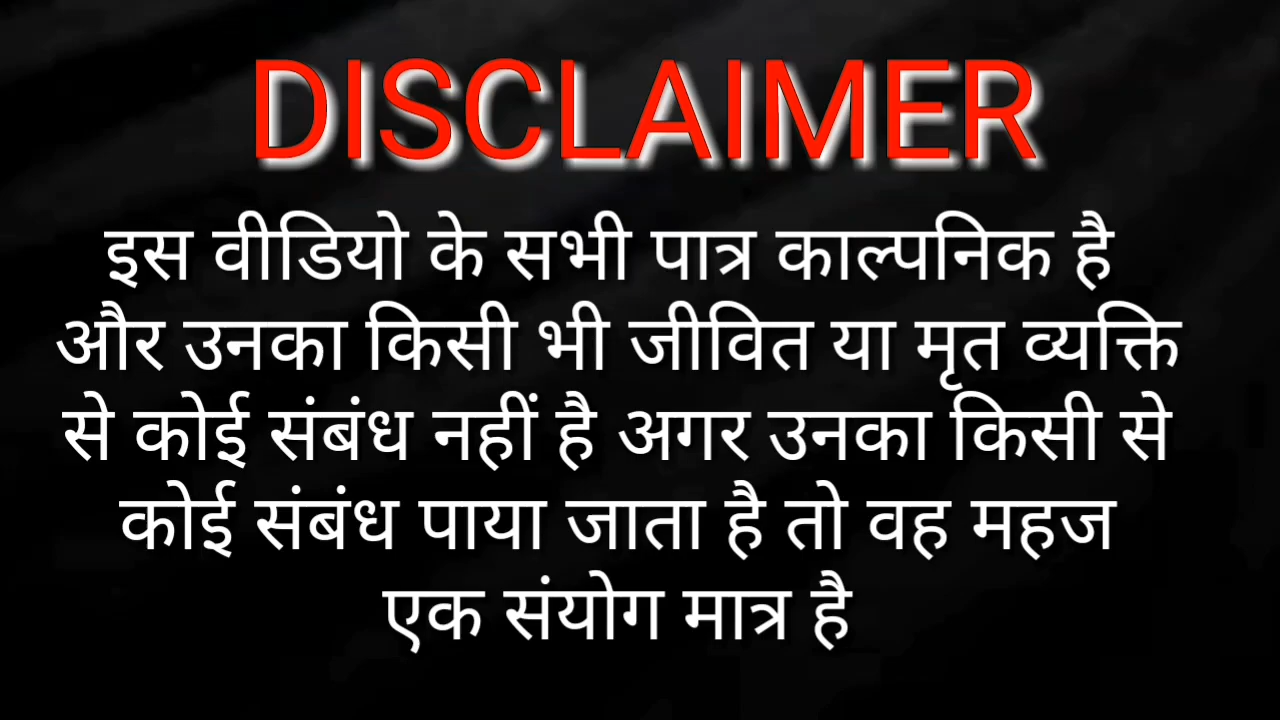 DISCLAIMER
इस वीडियो के सभी पात्र काल्पनिक है
और उनका किसी भी जीवित या मृत व्यक्ति
से कोई संबंध नहीं है अगर उनका किसी से
कोई संबंध पाया जाता है तो वह महज
एक संयोग मात्र है